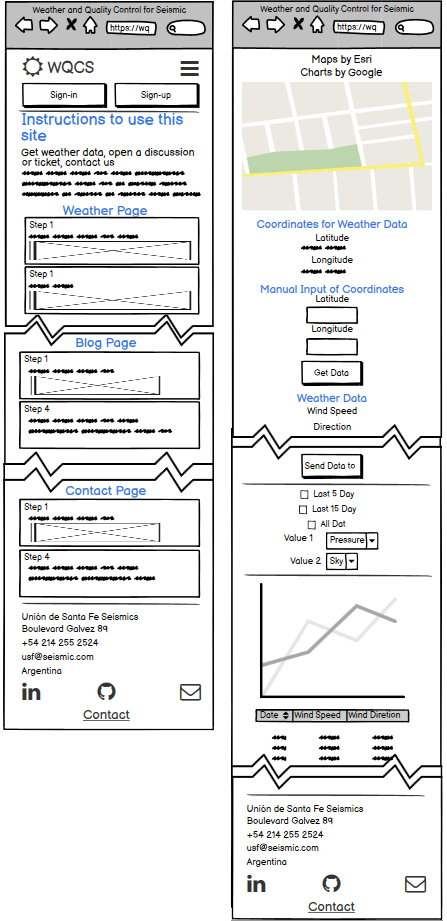 Weather and Quality Control for Seismic
https://wq
WQCS
Sign-in
Sign-up
Instructions to use this
site
Get weather data, open a discussion
or ticket, contact us
Weather Page
Step 1
Step 1
Blog Page
Step 1
Step 4
Contact Page
Step 1
Step 4
Unión de Santa Fe Seismics
Boulevard Galvez 89
+54 214 255 2524
usf@seismic.com
Argentina
in
Contact
Weather and Quality Control for Seismic
https://wq
Maps by Esri
Charts by Google
Coordinates for Weather Data
Latitude
Longitude
Manual Input of Coordinates
Latitude
Longitude
Get Data
Weather Data
Wind Speed
Direction
Send Data to
Last 5 Day
Last 15 Day
All Dat
Value 1 Pressure
Value 2 Sky
Date Wind Speed Wind Diretion
Unión de Santa Fe Seismics
Boulevard Galvez 89
+54 214 255 2524
usf@seismic.com
Argentina
in
Contact